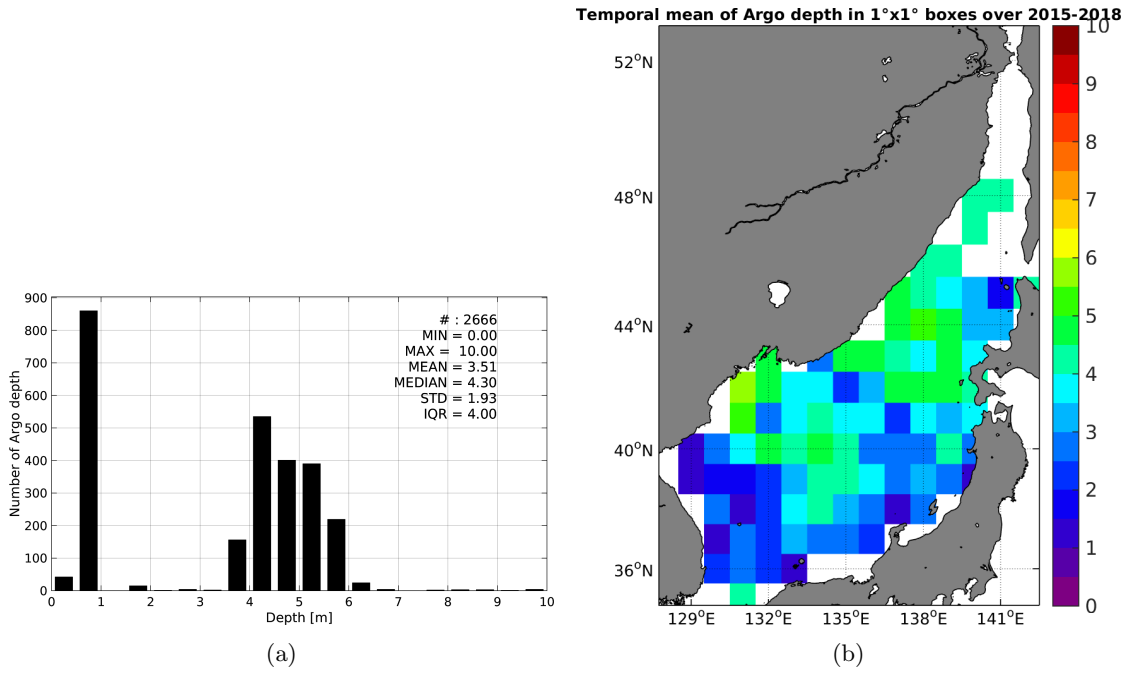 Temporal mean of Argo depth in 1°x1° boxes over 2015-2018
900
800
700
600
500
400
300
200
100
0
Number of Argo depth
# : 2666
MIN = 0.00
MAX = 10.00
MEAN = 3.51
MEDIAN = 4.30
STD = 1.93
IQR = 4.00
0 1 2 3 4 5 6 7 8 9 10
Depth [m]
(a)
52°N
48°N
44°N
40°N
36°N
129°E 132°E 135°E 138°E 141°E
10
9
8
7
6
5
4
3
2
1
0
(b)